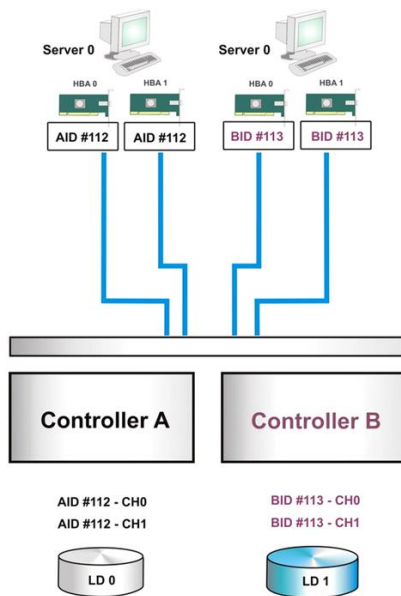 Server 0 Server 0
HBA 0 HBA 1 HBA 0 HBA 1
AID #112 AID #112 BID #113 BID #113
Controller A Controller B
AID #112 - CH0 BID #113 - CH0
AID #112 - CH1 BID #113 - CH1
LD 0 LD 1